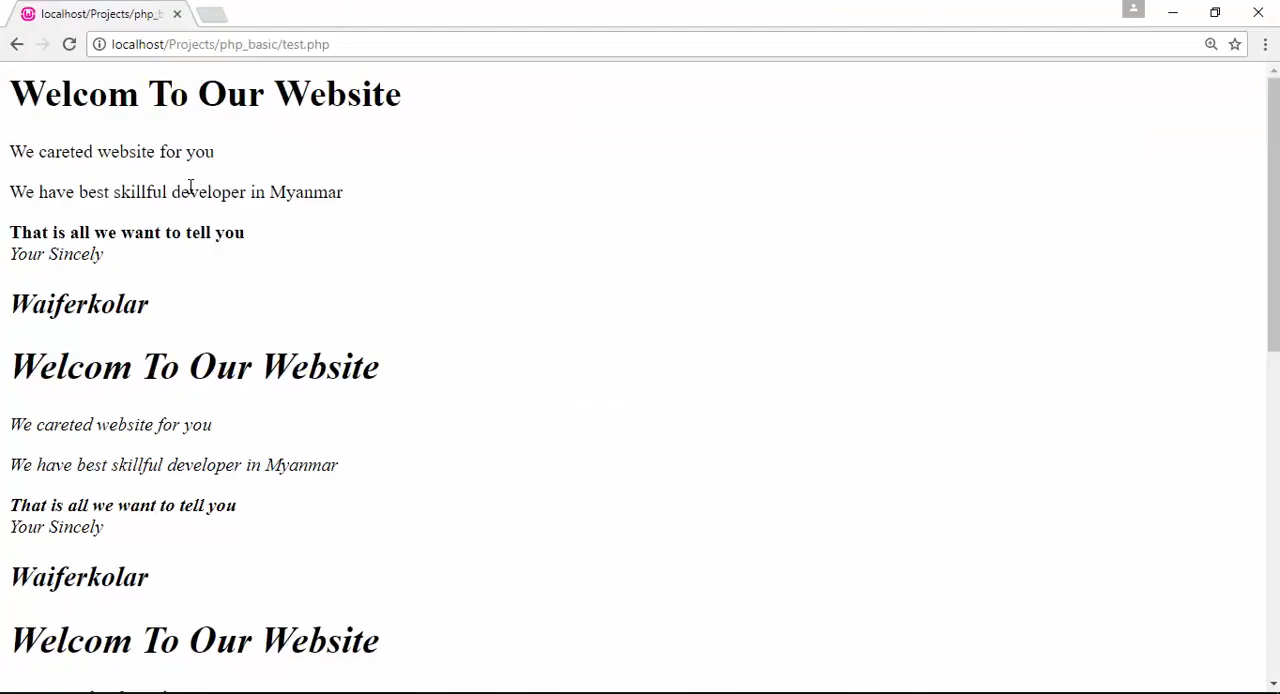 localhost/Projects/php_b
localhost/Projects/php_basic/test.php
Welcom To Our Website
We careted website for you
We have best skillful developer in Myanmar
That is all we want to tell you
Your Sincely
Waiferkolar
Welcom To Our Website
We careted website for you
We have best skillful developer in Myanmar
That is all we want to tell you
Your Sincely
Waiferkolar
Welcom To Our Website